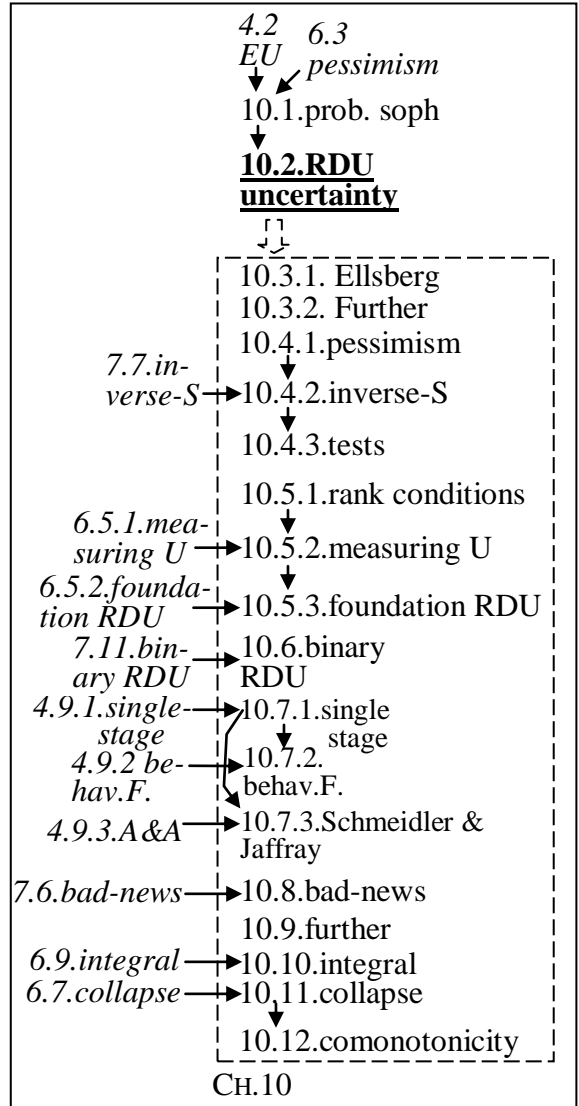 4.2
EU
6.3
pessimism
10.1.prob. soph
10.2.RDU
uncertainty
10.3.1. Ellsberg
10.3.2. Further
10.4.1.pessimism
7.7.in-
verse-S
10.4.2.inverse-S
10.4.3.tests
10.5.1.rank conditions
6.5.1.mea-
suring U
10.5.2.measuring U
6.5.2.founda-
tion RDU
10.5.3.foundation RDU
7.11.bin-
ary RDU
10.6.binary
RDU
4.9.1.single-
stage
10.7.1.single
stage
4.9.2 be-
hav.F.
10.7.2.
behav.F.
4.9.3.A&A
10.7.3.Schmeidler &
Jaffray
7.6.bad-news
10.8.bad-news
10.9.further
6.9.integral
10.10.integral
6.7.collapse
10.11.collapse
10.12.comonotonicity
CH.10